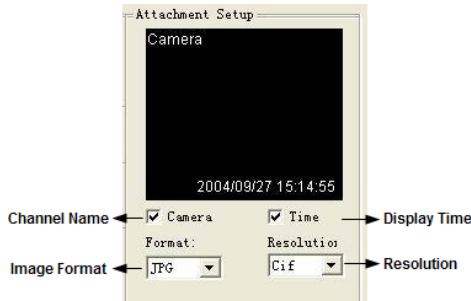 Attachment Setup
Camera
2004/09/27 15:14:55
Channel Name Camera Time Display Time
Format: Resolutio
Image Format JPG Cif Resolution